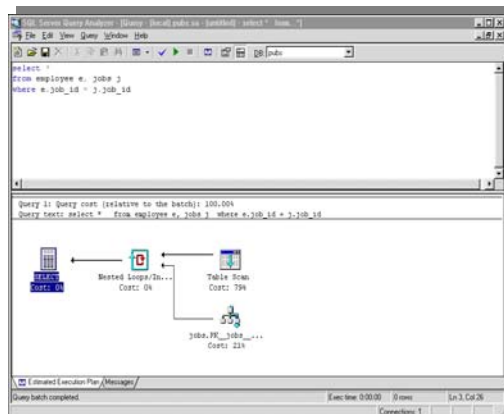 SQL Server Query Analyzer - [Query - (local).pubs.sa - (untitled) - select * from. *]
File Edit View Query Window Help
DB: pubs
select *
from employee e, jobs j
where e.job_id = j.job_id
Query 1: Query cost (relative to the batch): 100.00%
Query text: select * from employee e, jobs j where e.job_id = j.job_id
SELECT
Cost: 0%
Nested Loops/In...
Cost: 0%
Table Scan
Cost: 79%
jobs.PK__jobs__...
Cost: 21%
Estimated Execution Plan Messages
Query batch completed. Exec time: 0:00:00 0 rows Ln 3, Col 26
Connections: 1